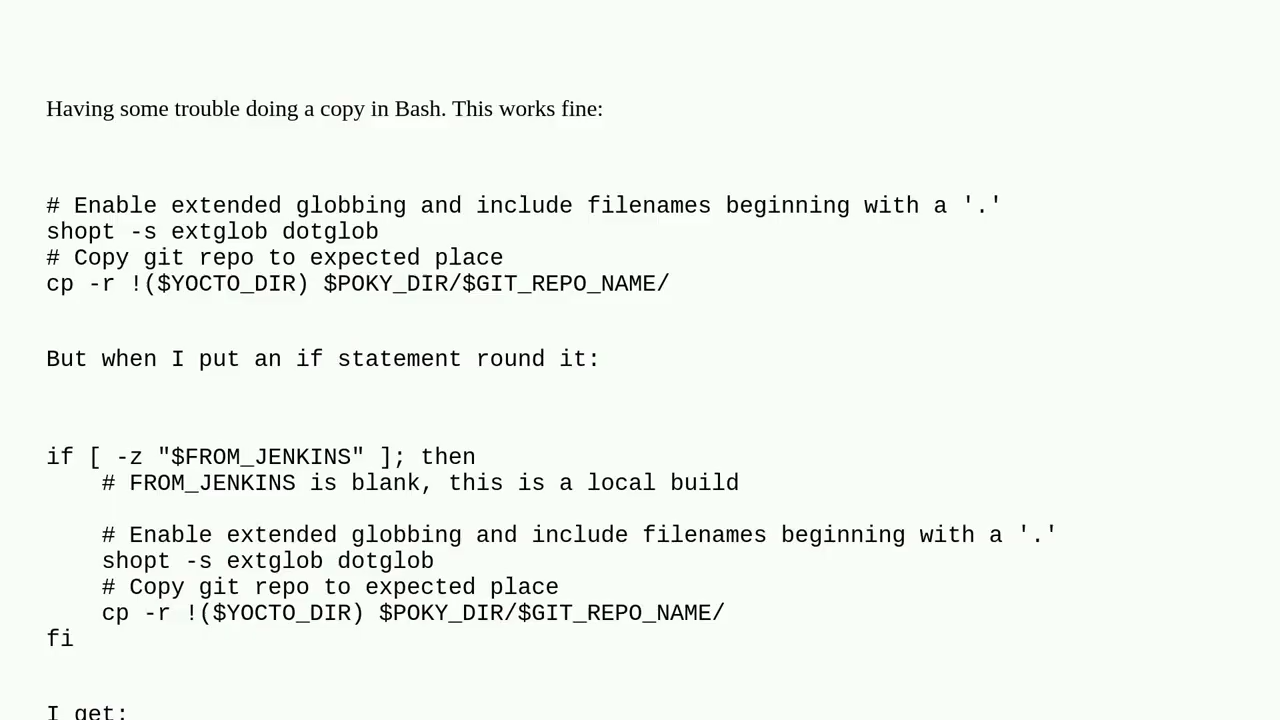 Having some trouble doing a copy in Bash. This works fine:
# Enable extended globbing and include filenames beginning with a '.'
shopt -s extglob dotglob
# Copy git repo to expected place
cp -r !($YOCTO_DIR) $POKY_DIR/$GIT_REPO_NAME/
But when I put an if statement round it:
if [ -z "$FROM_JENKINS" ]; then
    # FROM_JENKINS is blank, this is a local build
    # Enable extended globbing and include filenames beginning with a '.'
    shopt -s extglob dotglob
    # Copy git repo to expected place
    cp -r !($YOCTO_DIR) $POKY_DIR/$GIT_REPO_NAME/
fi
I get: